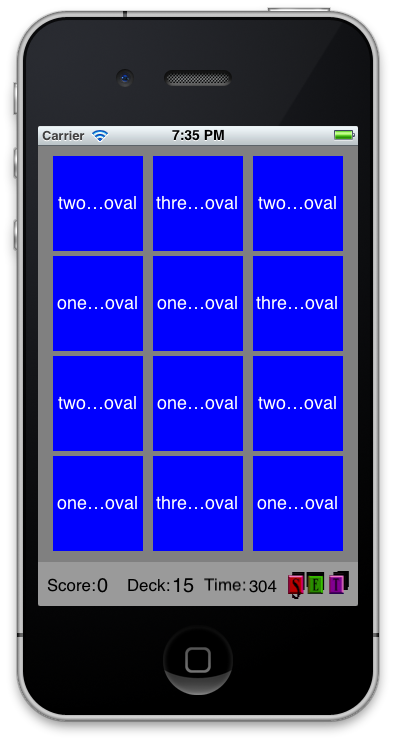 Carrier 7:35 PM
two…oval thre…oval two…oval
one…oval one…oval thre…oval
two…oval one…oval two…oval
one…oval thre…oval one…oval
Score:0 Deck:15 Time:304 SET